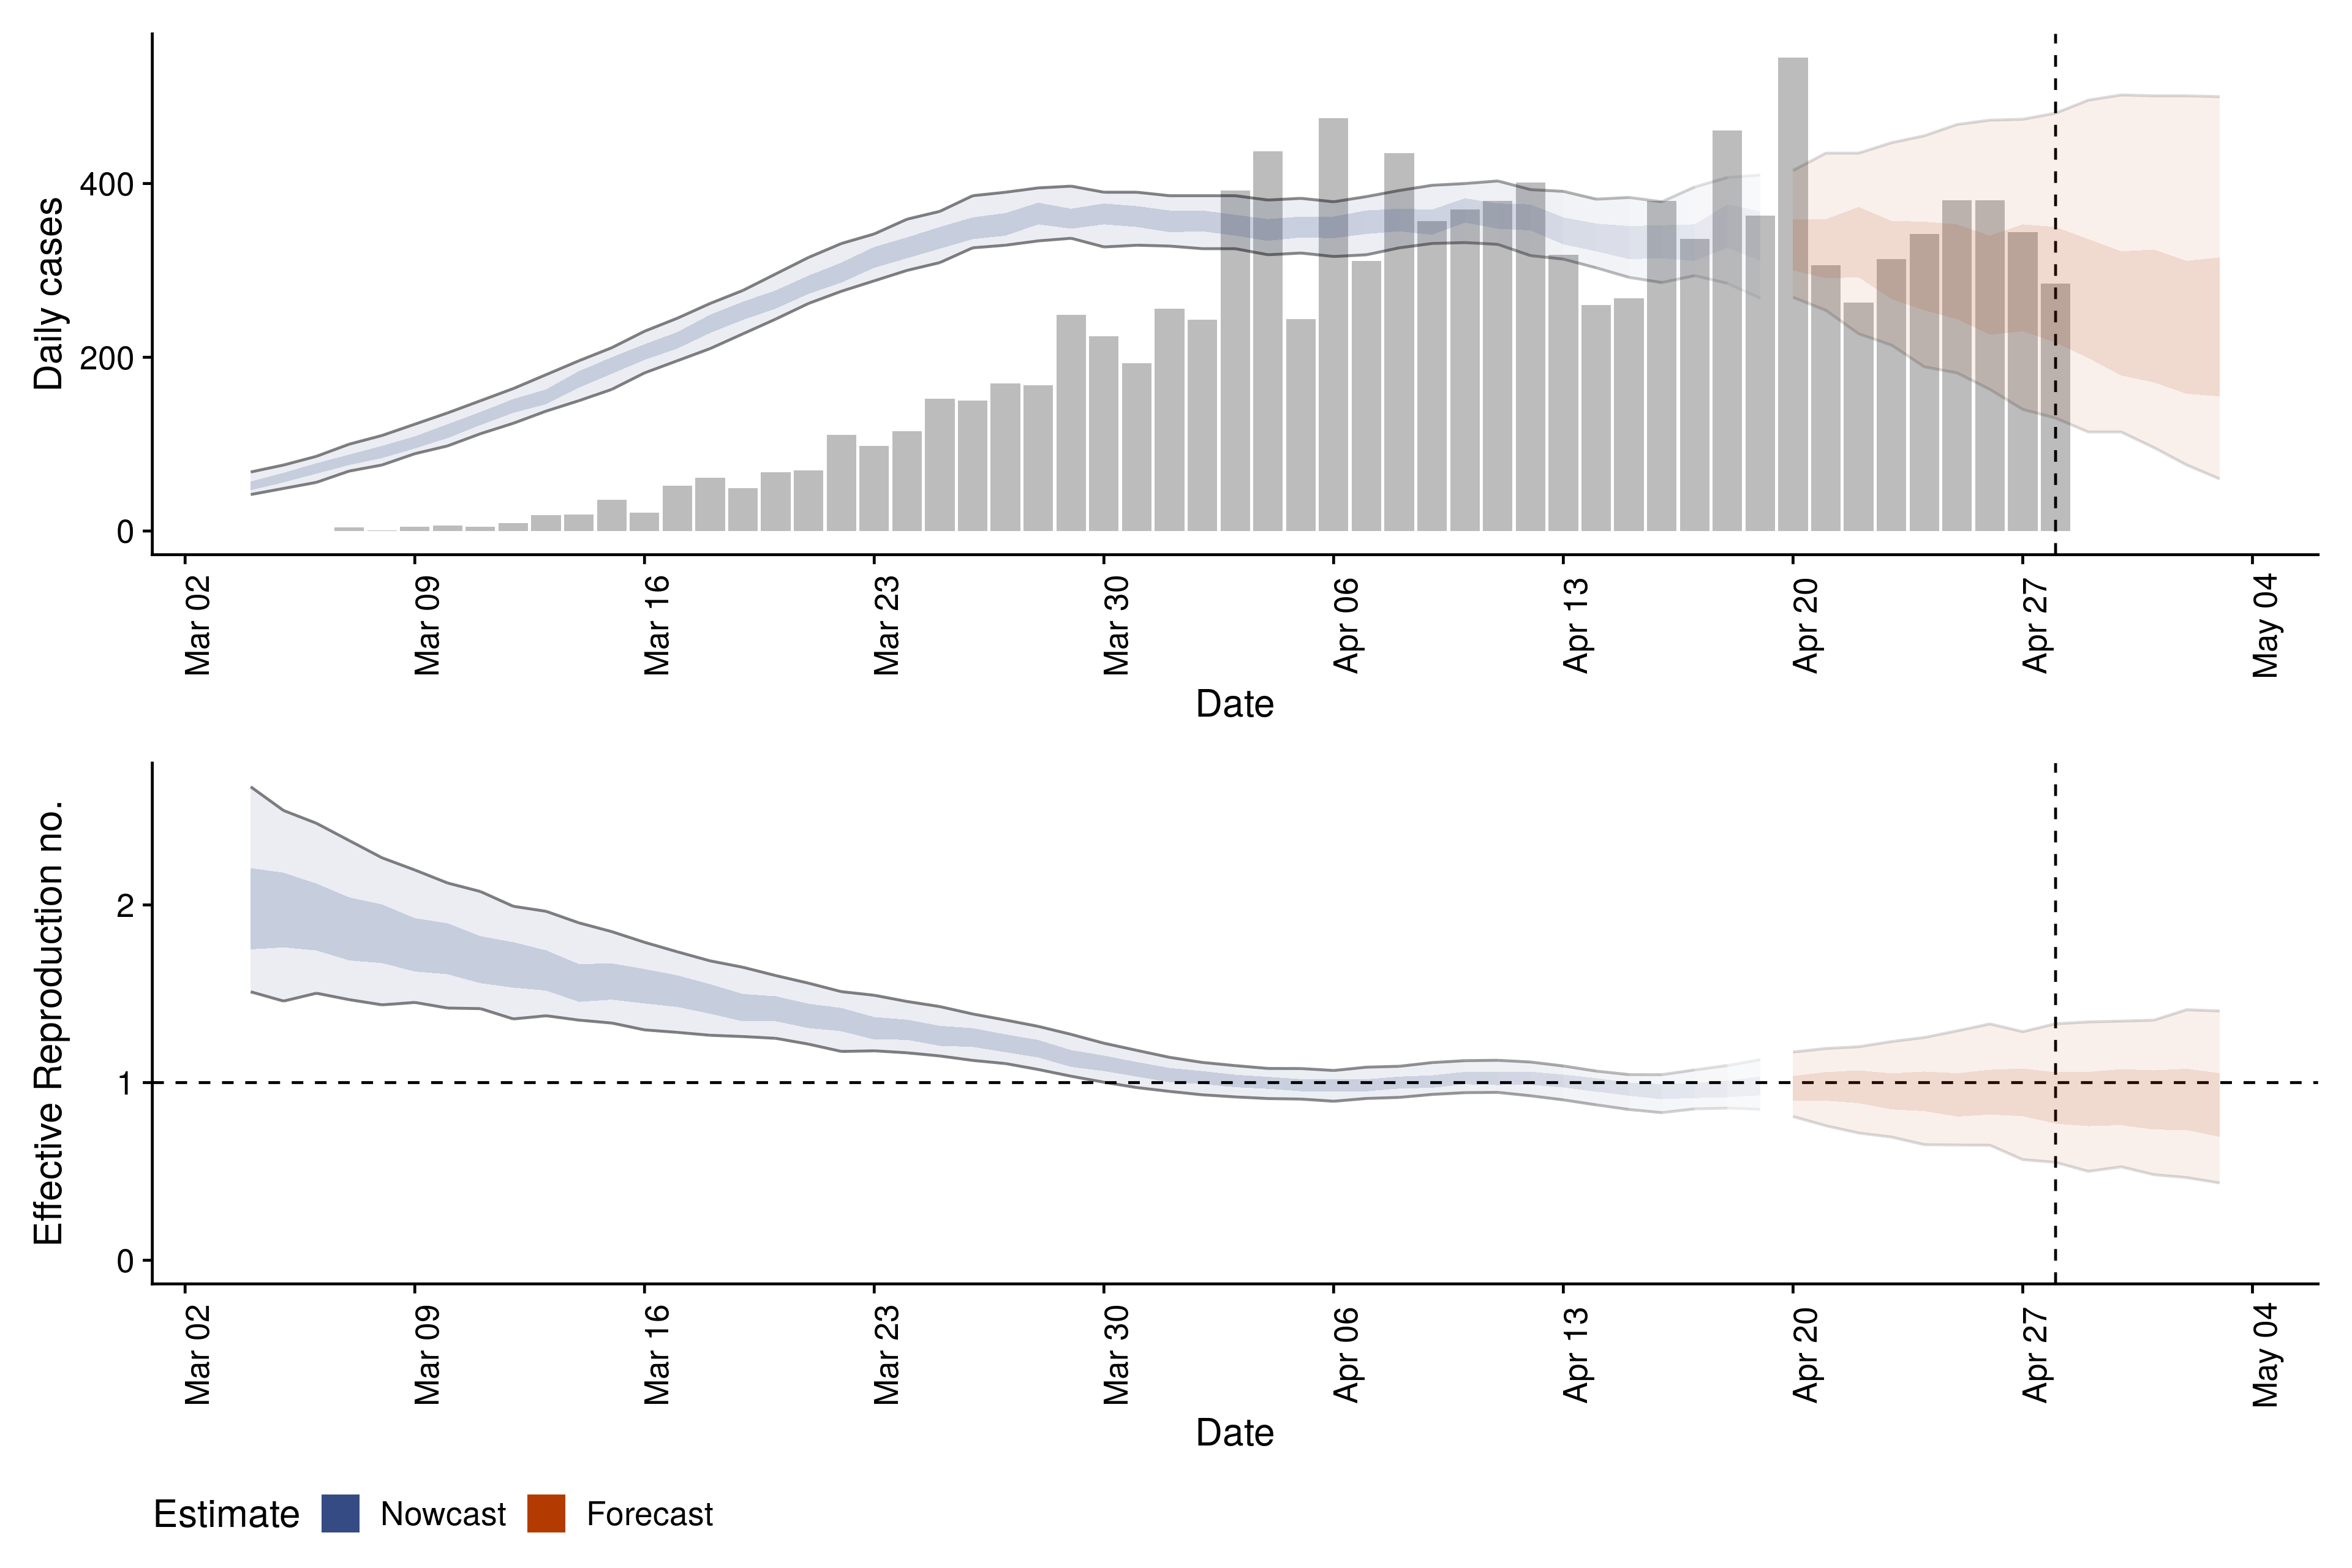 Daily cases
400
200
0
Mar 02
Mar 09
Mar 16
Mar 23
Mar 30
Apr 06
Apr 13
Apr 20
Apr 27
May 04
Date
Effective Reproduction no.
2
1
0
Mar 02
Mar 09
Mar 16
Mar 23
Mar 30
Apr 06
Apr 13
Apr 20
Apr 27
May 04
Date
Estimate Nowcast Forecast